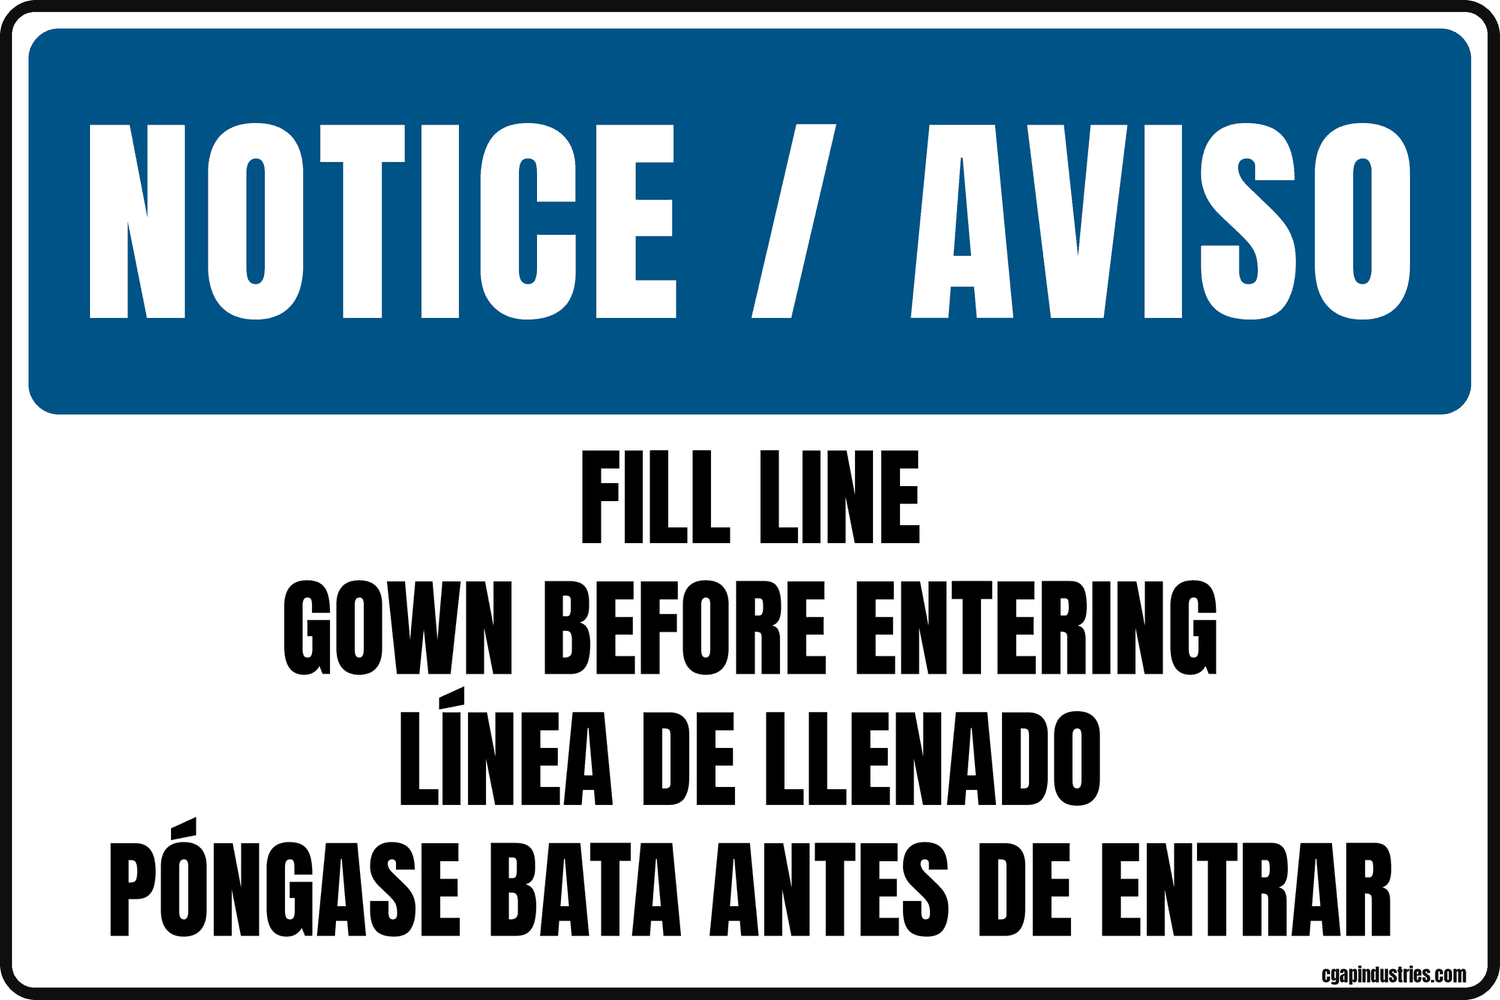 NOTICE / AVISO
FILL LINE
GOWN BEFORE ENTERING
LÍNEA DE LLENADO
PÓNGASE BATA ANTES DE ENTRAR
cgapindustries.com